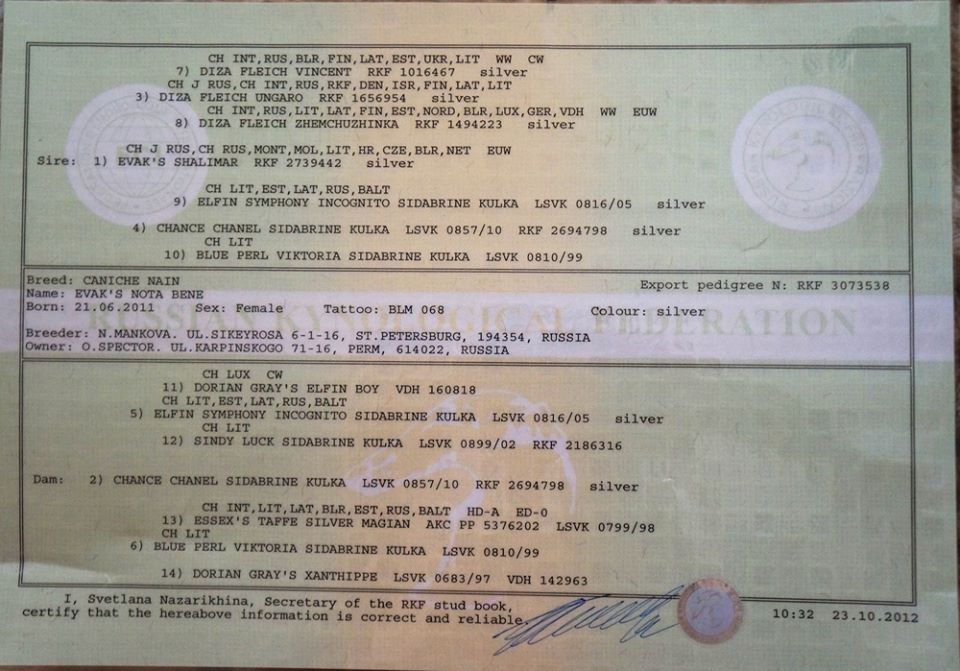 CH INT,RUS,BLR,FIN,LAT,EST,UKR,LIT WW CW
7) DIZA FLEICH VINCENT RKF 1016467 silver
CH J RUS,CH INT,RUS,RKF,DEN,ISR,FIN,LAT,LIT
3) DIZA FLEICH UNGARO RKF 1656954 silver
CH INT,RUS,LIT,LAT,FIN,EST,NORD,BLR,LUX,GER,VDH WW EUW
8) DIZA FLEICH ZHEMCHUZHINKA RKF 1494223 silver
CH J RUS,CH RUS,MONT,MOL,LIT,HR,CZE,BLR,NET EUW
Sire: 1) EVAK'S SHALIMAR RKF 2739442 silver
CH LIT,EST,LAT,RUS,BALT
9) ELFIN SYMPHONY INCOGNITO SIDABRINE KULKA LSVK 0816/05 silver
4) CHANCE CHANEL SIDABRINE KULKA LSVK 0857/10 RKF 2694798 silver
CH LIT
10) BLUE PERL VIKTORIA SIDABRINE KULKA LSVK 0810/99
Breed: CANICHE NAIN Export pedigree N: RKF 3073538
Name: EVAK'S NOTA BENE
Born: 21.06.2011 Sex: Female Tattoo: BLM 068 Colour: silver
FEDERATION
Breeder: N.MANKOVA. UL.SIKEYROSA 6-1-16, ST.PETERSBURG, 194354, RUSSIA
Owner: O.SPECTOR. UL.KARPINSKOGO 71-16, PERM, 614022, RUSSIA
CH LUX CW
11) DORIAN GRAY'S ELFIN BOY VDH 160818
CH LIT,EST,LAT,RUS,BALT
5) ELFIN SYMPHONY INCOGNITO SIDABRINE KULKA LSVK 0816/05 silver
CH LIT
12) SINDY LUCK SIDABRINE KULKA LSVK 0899/02 RKF 2186316
Dam: 2) CHANCE CHANEL SIDABRINE KULKA LSVK 0857/10 RKF 2694798 silver
CH INT,LIT,LAT,BLR,EST,RUS,BALT HD-A ED-0
13) ESSEX'S TAFFE SILVER MAGIAN AKC PP 5376202 LSVK 0799/98
CH LIT
6) BLUE PERL VIKTORIA SIDABRINE KULKA LSVK 0810/99
14) DORIAN GRAY'S XANTHIPPE LSVK 0683/97 VDH 142963
I, Svetlana Nazarikhina, Secretary of the RKF stud book,
certify that the hereabove information is correct and reliable. 10:32 23.10.2012